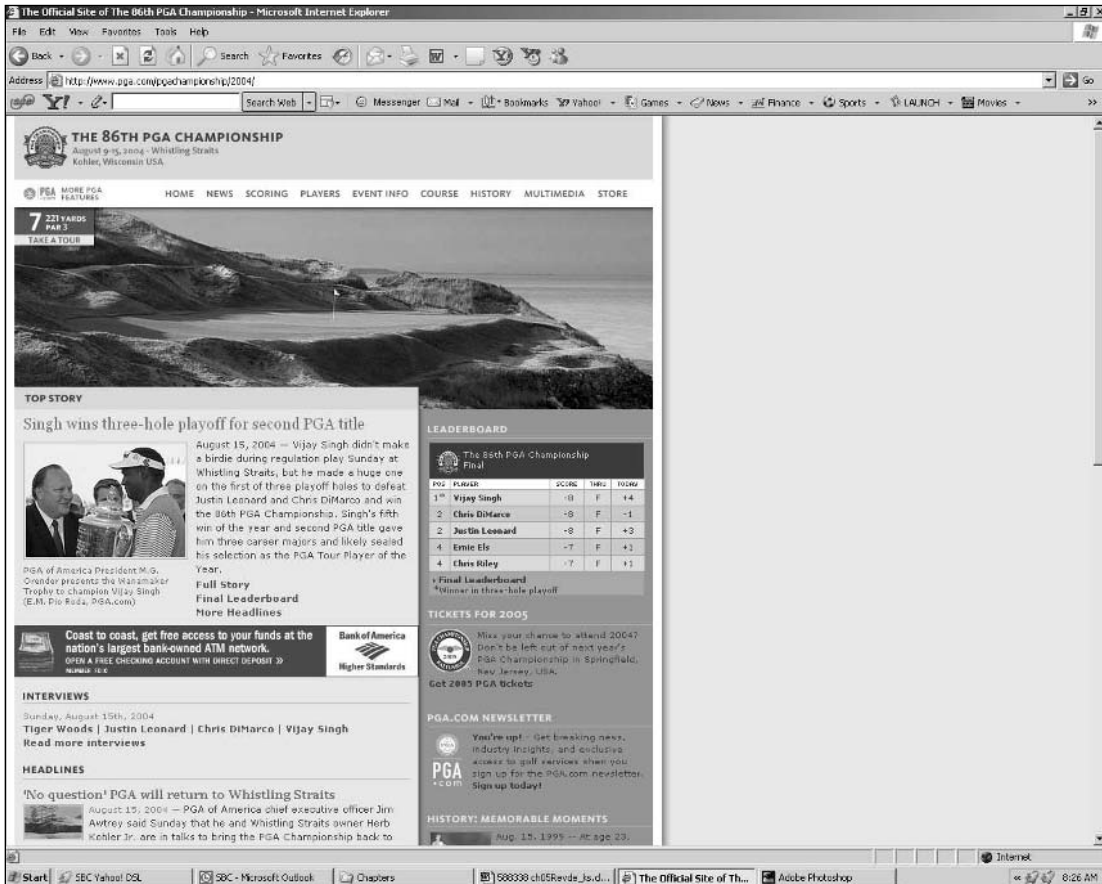 The Official Site of The 86th PGA Championship - Microsoft Internet Explorer
File Edit View Favorites Tools Help
Back Search Favorites
Address http://www.pga.com/pgachampionship/2004/ Go
Y! Search Web Messenger Mail Bookmarks My Yahoo! Games News Finance Sports LAUNCH Movies »
THE 86TH PGA CHAMPIONSHIP
August 9-15, 2004 - Whistling Straits
Kohler, Wisconsin USA
PGA .com MORE PGA FEATURES
HOME NEWS SCORING PLAYERS EVENT INFO COURSE HISTORY MULTIMEDIA STORE
7 221 YARDS
PAR 3
TAKE A TOUR
TOP STORY
Singh wins three-hole playoff for second PGA title
August 15, 2004 — Vijay Singh didn't make
a birdie during regulation play Sunday at
Whistling Straits, but he made a huge one
on the first of three playoff holes to defeat
Justin Leonard and Chris DiMarco and win
the 86th PGA Championship. Singh's fifth
win of the year and second PGA title gave
him three career majors and likely sealed
his selection as the PGA Tour Player of the
Year.
Full Story
Final Leaderboard
More Headlines
PGA of America President M.G.
Orender presents the Wanamaker
Trophy to champion Vijay Singh
(E.M. Pio Roda, PGA.com)
Coast to coast, get free access to your funds at the
nation's largest bank-owned ATM network.
OPEN A FREE CHECKING ACCOUNT WITH DIRECT DEPOSIT »
MEMBER FDIC
Bank of America
Higher Standards
INTERVIEWS
Sunday, August 15th, 2004
Tiger Woods | Justin Leonard | Chris DiMarco | Vijay Singh
Read more interviews
HEADLINES
'No question' PGA will return to Whistling Straits
August 15, 2004 — PGA of America chief executive officer Jim
Awtrey said Sunday that he and Whistling Straits owner Herb
Kohler Jr. are in talks to bring the PGA Championship back to
LEADERBOARD
The 86th PGA Championship
Final
POS PLAYER SCORE THRU TODAY
1 Vijay Singh -8 F +4
2 Chris DiMarco -8 F -1
2 Justin Leonard -8 F +3
4 Ernie Els -7 F +1
4 Chris Riley -7 F +1
› Final Leaderboard
*Winner in three-hole playoff
TICKETS FOR 2005
Miss your chance to attend 2004?
Don't be left out of next year's
PGA Championship in Springfield,
New Jersey, USA.
Get 2005 PGA tickets
PGA.COM NEWSLETTER
PGA .com
You're up! - Get breaking news,
industry insights, and exclusive
access to golf services when you
sign up for the PGA.com newsletter.
Sign up today!
HISTORY: MEMORABLE MOMENTS
Aug. 15, 1995 -- At age 23,
Internet
Start SBC Yahoo! DSL SBC - Microsoft Outlook Chapters 588338 ch05Revde_ks.d... The Official Site of Th... Adobe Photoshop « 8:26 AM